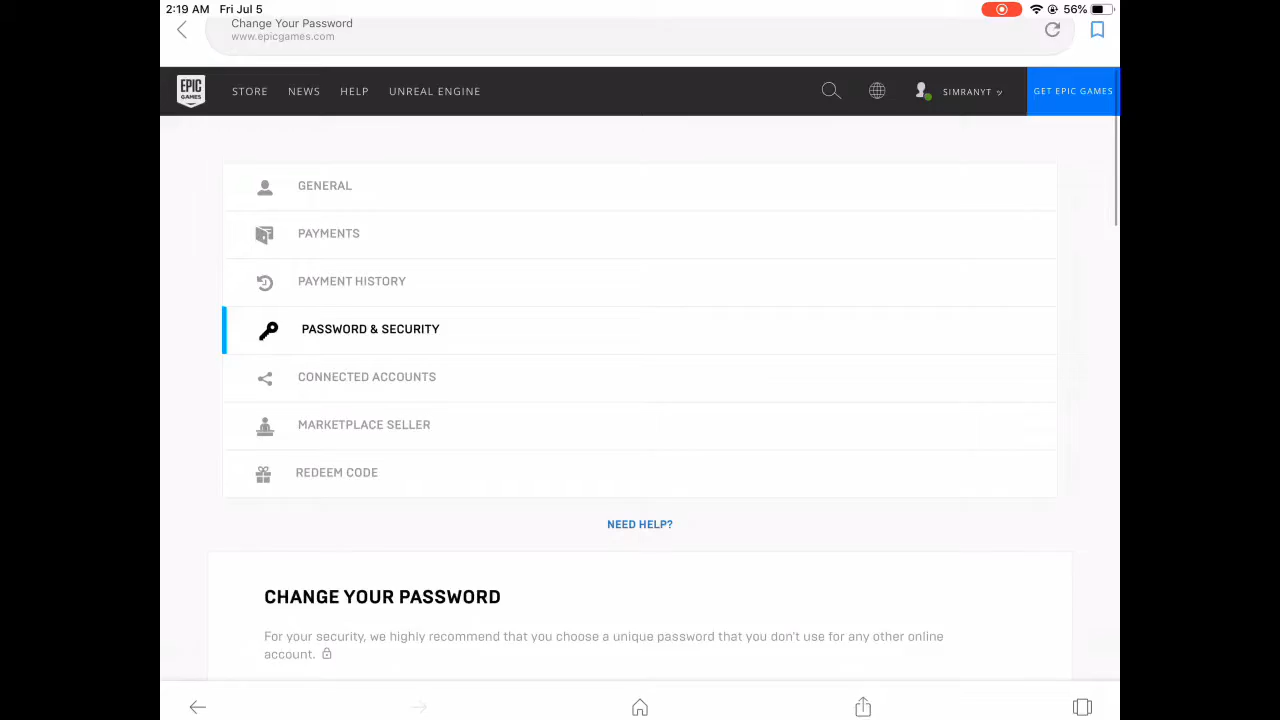 2:19 AM Fri Jul 5
56%
Change Your Password
www.epicgames.com
EPIC GAMES
STORE NEWS HELP UNREAL ENGINE
SIMRANYT ツ
GET EPIC GAMES
GENERAL
PAYMENTS
PAYMENT HISTORY
PASSWORD & SECURITY
CONNECTED ACCOUNTS
MARKETPLACE SELLER
REDEEM CODE
NEED HELP?
CHANGE YOUR PASSWORD
For your security, we highly recommend that you choose a unique password that you don't use for any other online
account.